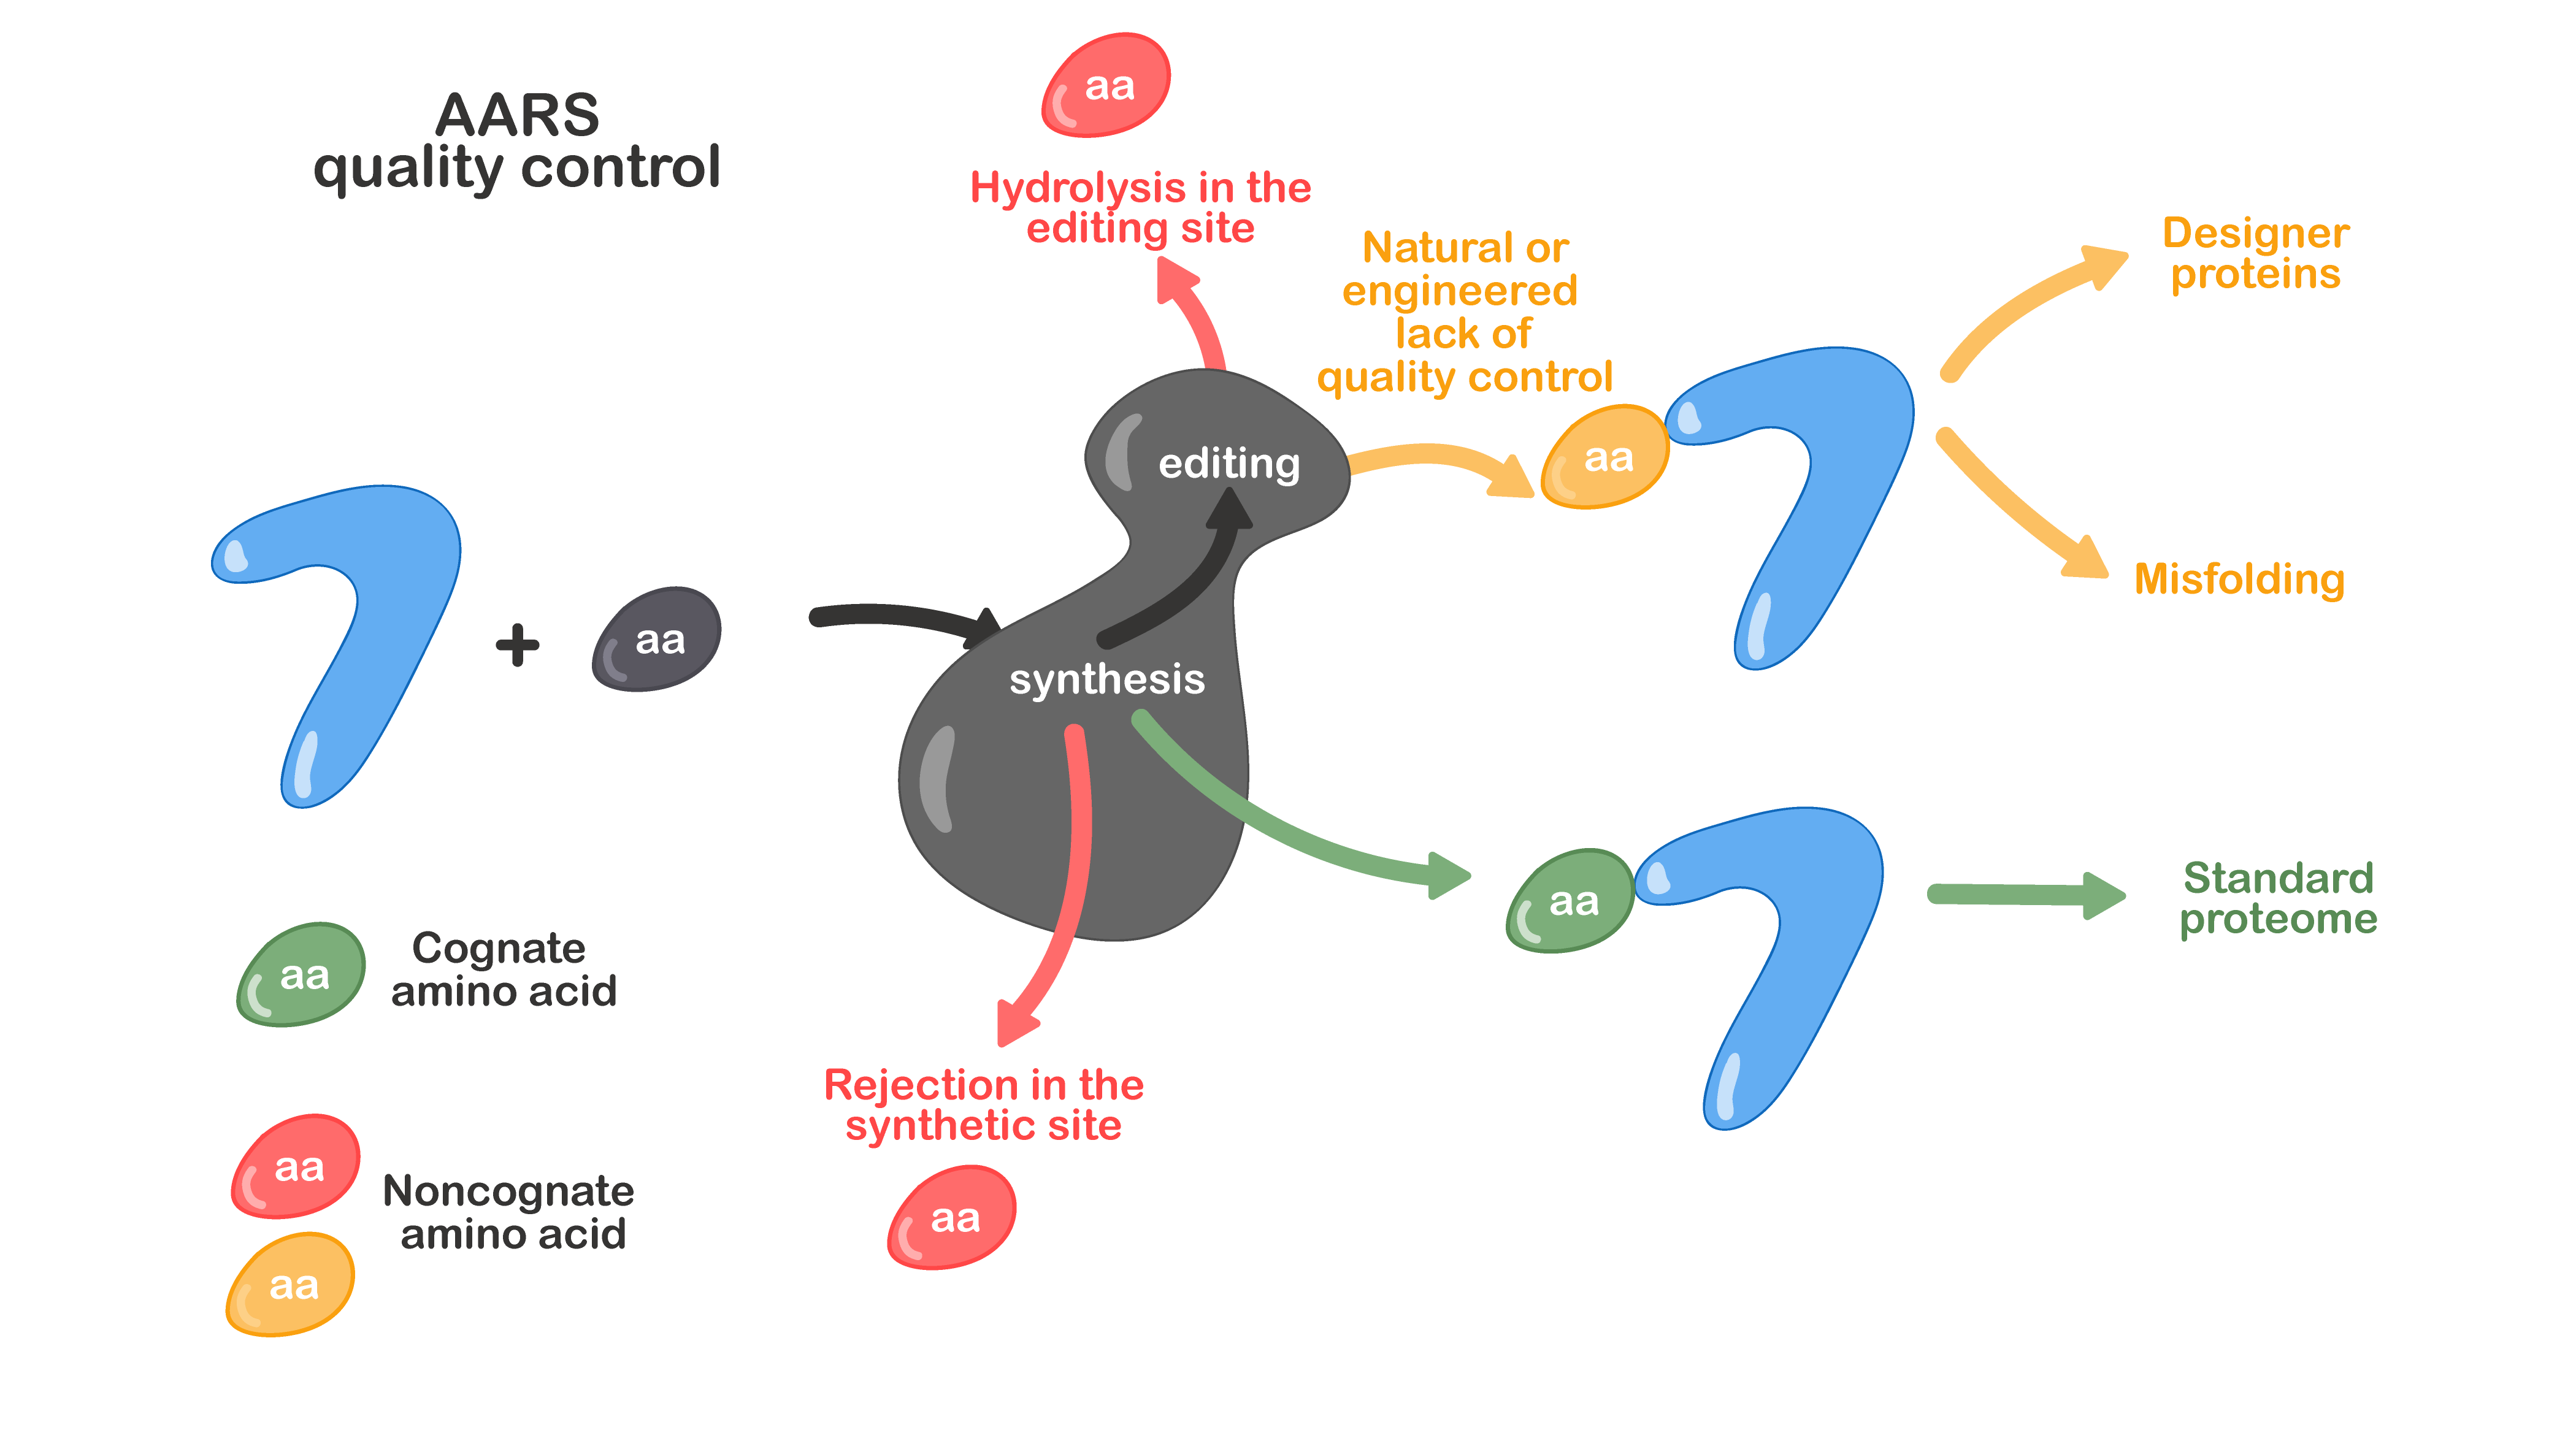 AARS
quality control
aa
Hydrolysis in the
editing site
Natural or
engineered
lack of
quality control
Designer
proteins
editing
aa
Misfolding
+
aa
synthesis
aa
Standard
proteome
aa
Cognate
amino acid
Rejection in the
synthetic site
aa
aa
Noncognate
amino acid
aa